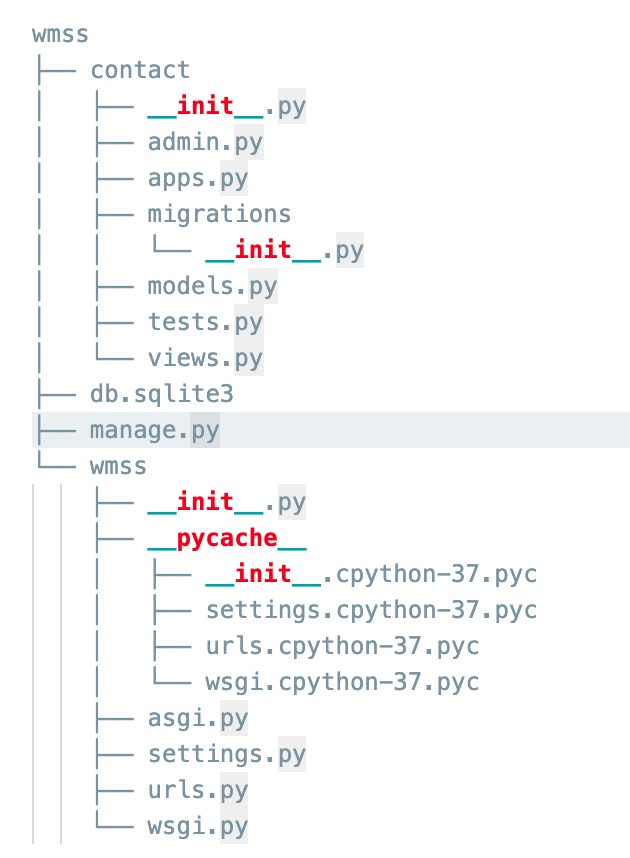 wmss
├── contact
│   ├── __init__.py
│   ├── admin.py
│   ├── apps.py
│   ├── migrations
│   │   └── __init__.py
│   ├── models.py
│   ├── tests.py
│   └── views.py
├── db.sqlite3
├── manage.py
└── wmss
    ├── __init__.py
    ├── __pycache__
    │   ├── __init__.cpython-37.pyc
    │   ├── settings.cpython-37.pyc
    │   ├── urls.cpython-37.pyc
    │   └── wsgi.cpython-37.pyc
    ├── asgi.py
    ├── settings.py
    ├── urls.py
    └── wsgi.py